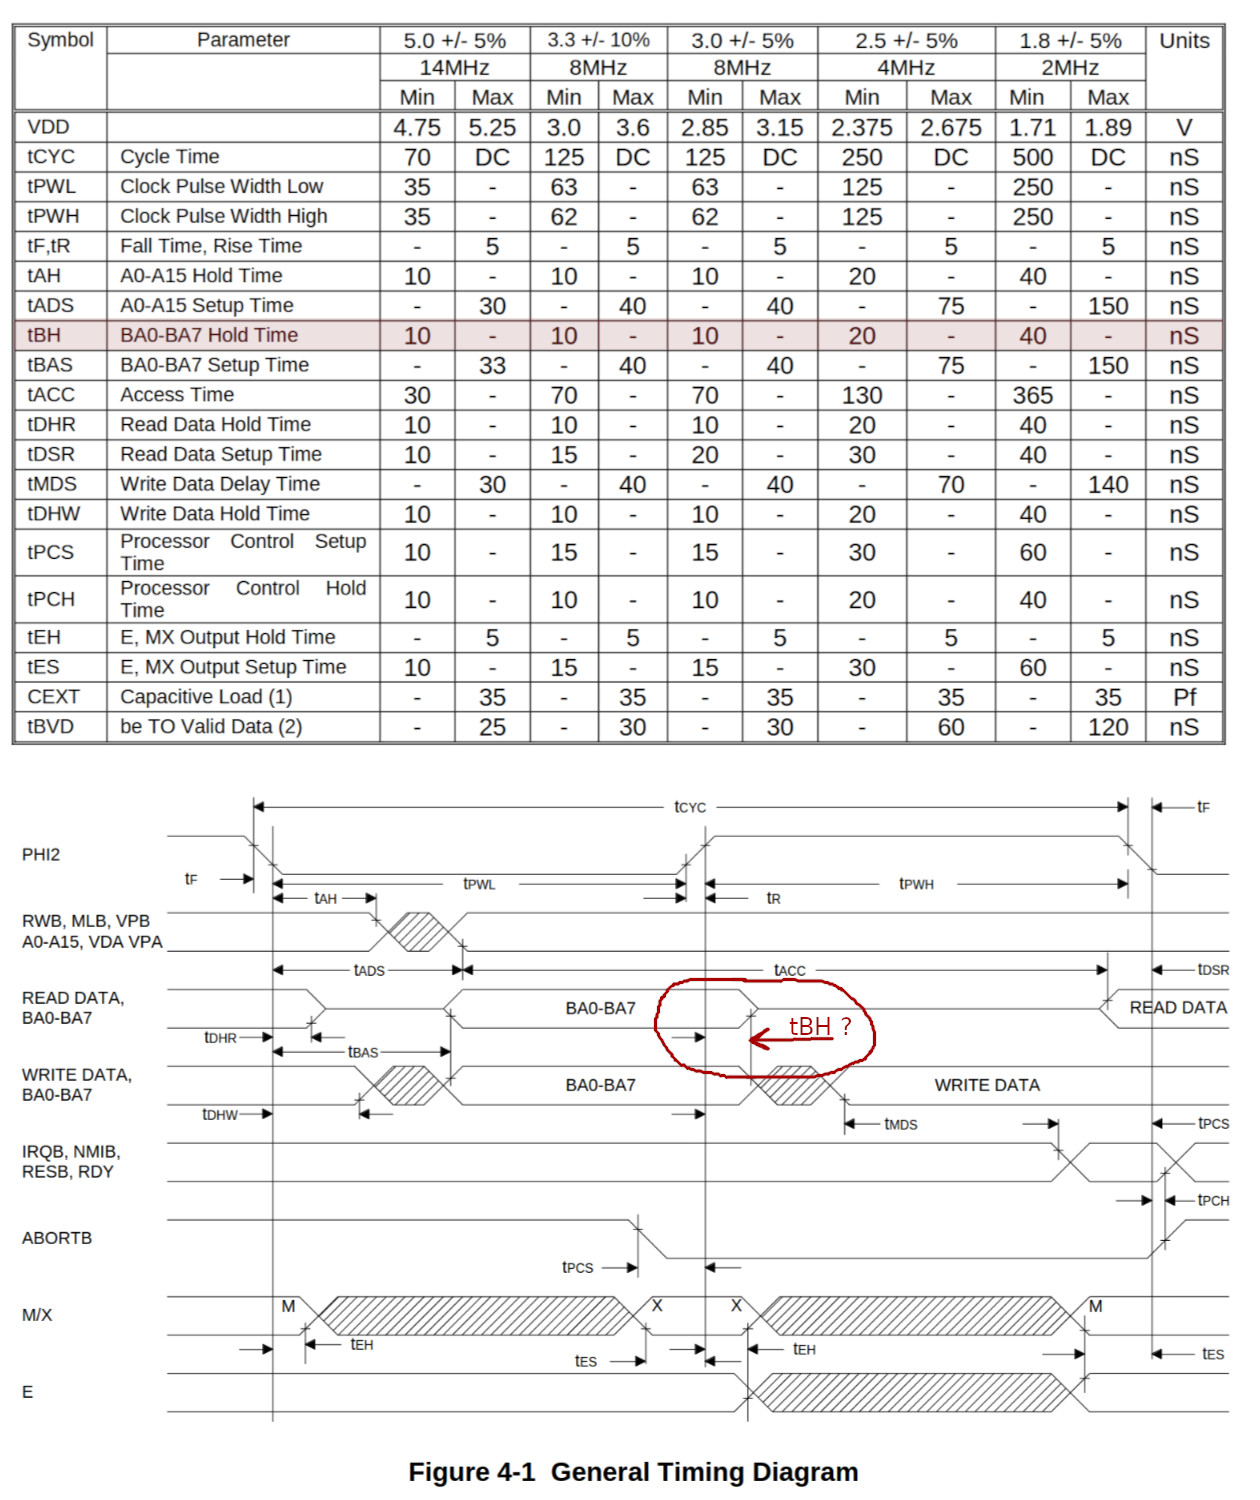 Symbol Parameter 5.0 +/- 5% 3.3 +/- 10% 3.0 +/- 5% 2.5 +/- 5% 1.8 +/- 5% Units
14MHz 8MHz 8MHz 4MHz 2MHz
Min Max Min Max Min Max Min Max Min Max
VDD 4.75 5.25 3.0 3.6 2.85 3.15 2.375 2.675 1.71 1.89 V
tCYC Cycle Time 70 DC 125 DC 125 DC 250 DC 500 DC nS
tPWL Clock Pulse Width Low 35 - 63 - 63 - 125 - 250 - nS
tPWH Clock Pulse Width High 35 - 62 - 62 - 125 - 250 - nS
tF,tR Fall Time, Rise Time - 5 - 5 - 5 - 5 - 5 nS
tAH A0-A15 Hold Time 10 - 10 - 10 - 20 - 40 - nS
tADS A0-A15 Setup Time - 30 - 40 - 40 - 75 - 150 nS
tBH BA0-BA7 Hold Time 10 - 10 - 10 - 20 - 40 - nS
tBAS BA0-BA7 Setup Time - 33 - 40 - 40 - 75 - 150 nS
tACC Access Time 30 - 70 - 70 - 130 - 365 - nS
tDHR Read Data Hold Time 10 - 10 - 10 - 20 - 40 - nS
tDSR Read Data Setup Time 10 - 15 - 20 - 30 - 40 - nS
tMDS Write Data Delay Time - 30 - 40 - 40 - 70 - 140 nS
tDHW Write Data Hold Time 10 - 10 - 10 - 20 - 40 - nS
tPCS Processor Control Setup Time 10 - 15 - 15 - 30 - 60 - nS
tPCH Processor Control Hold Time 10 - 10 - 10 - 20 - 40 - nS
tEH E, MX Output Hold Time - 5 - 5 - 5 - 5 - 5 nS
tES E, MX Output Setup Time 10 - 15 - 15 - 30 - 60 - nS
CEXT Capacitive Load (1) - 35 - 35 - 35 - 35 - 35 Pf
tBVD be TO Valid Data (2) - 25 - 30 - 30 - 60 - 120 nS
tCYC tF
PHI2
tF tPWL tPWH
tAH tR
RWB, MLB, VPB
A0-A15, VDA VPA
tADS tACC tDSR
READ DATA,
BA0-BA7
BA0-BA7 READ DATA
tBH ?
tDHR tBAS
WRITE DATA,
BA0-BA7
BA0-BA7 WRITE DATA
tDHW tMDS tPCS
IRQB, NMIB,
RESB, RDY
tPCH
ABORTB
tPCS
M/X M X X M
tEH tES tEH tES
E
Figure 4-1 General Timing Diagram